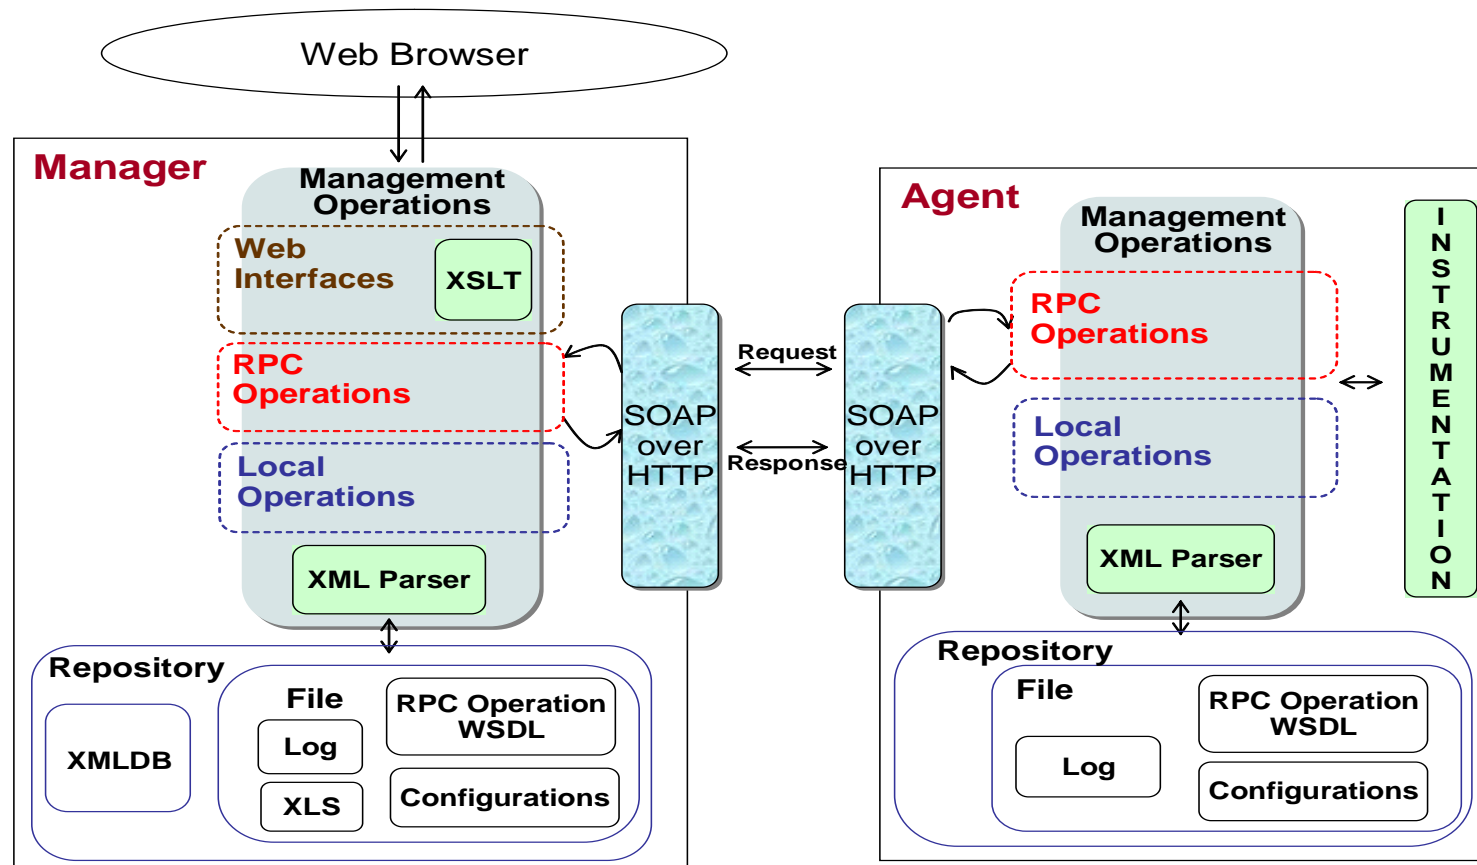 Web Browser
Manager
Management
Operations
Web
Interfaces
XSLT
RPC
Operations
Local
Operations
XML Parser
SOAP
over
HTTP
Request
Response
SOAP
over
HTTP
Agent
Management
Operations
RPC
Operations
Local
Operations
XML Parser
INSTRUMENTATION
Repository
XMLDB
File
Log
XLS
RPC Operation
WSDL
Configurations
Repository
File
Log
RPC Operation
WSDL
Configurations